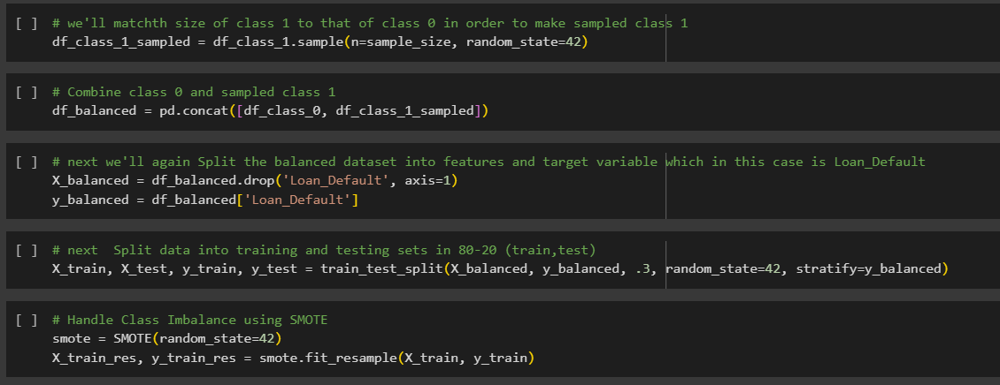 [ ] # we'll matchth size of class 1 to that of class 0 in order to make sampled class 1
df_class_1_sampled = df_class_1.sample(n=sample_size, random_state=42)
[ ] # Combine class 0 and sampled class 1
df_balanced = pd.concat([df_class_0, df_class_1_sampled])
[ ] # next we'll again Split the balanced dataset into features and target variable which in this case is Loan_Default
X_balanced = df_balanced.drop('Loan_Default', axis=1)
y_balanced = df_balanced['Loan_Default']
[ ] # next  Split data into training and testing sets in 80-20 (train,test)
X_train, X_test, y_train, y_test = train_test_split(X_balanced, y_balanced, .3, random_state=42, stratify=y_balanced)
[ ] # Handle Class Imbalance using SMOTE
smote = SMOTE(random_state=42)
X_train_res, y_train_res = smote.fit_resample(X_train, y_train)